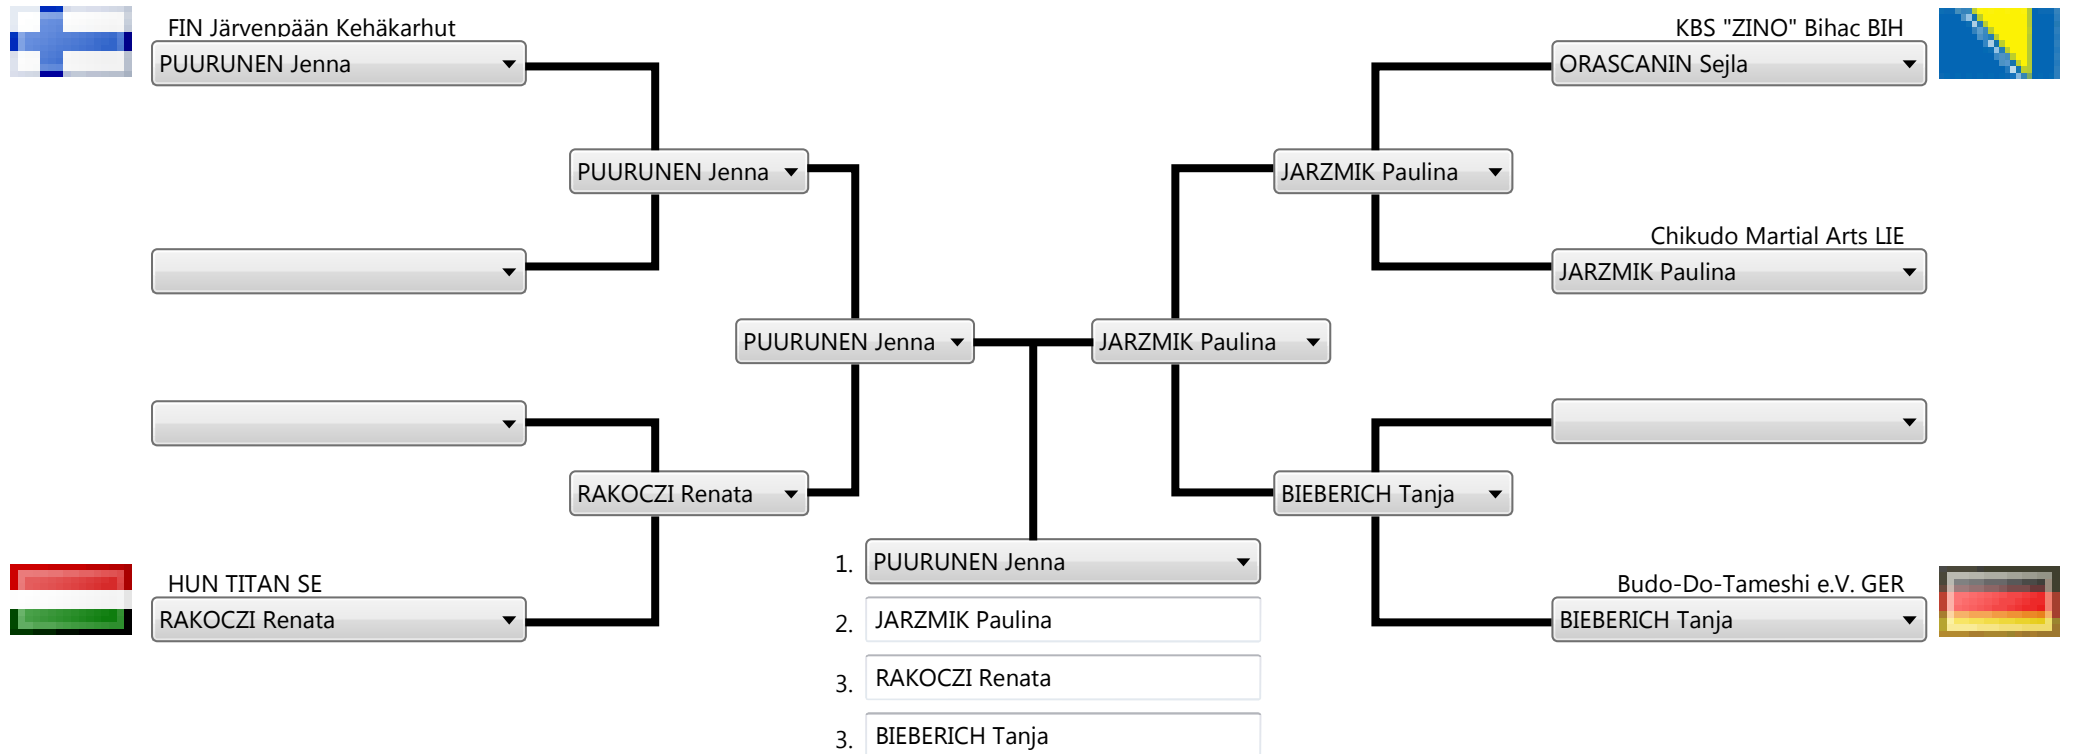 FIN Järvenpään Kehäkarhut
KBS "ZINO" Bihac BIH
PUURUNEN Jenna
ORASCANIN Sejla
PUURUNEN Jenna
JARZMIK Paulina
Chikudo Martial Arts LIE
JARZMIK Paulina
PUURUNEN Jenna
JARZMIK Paulina
RAKOCZI Renata
BIEBERICH Tanja
HUN TITAN SE
RAKOCZI Renata
Budo-Do-Tameshi e.V. GER
BIEBERICH Tanja
1. PUURUNEN Jenna
2. JARZMIK Paulina
3. RAKOCZI Renata
3. BIEBERICH Tanja